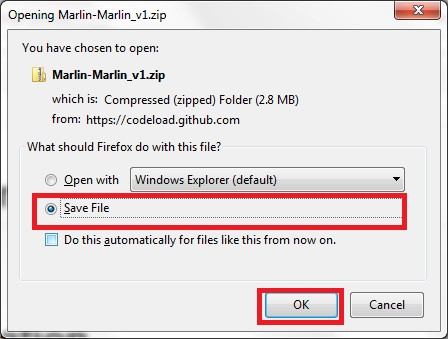 Opening Marlin-Marlin_v1.zip
You have chosen to open:
Marlin-Marlin_v1.zip
which is: Compressed (zipped) Folder (2.8 MB)
from: https://codeload.github.com
What should Firefox do with this file?
Open with Windows Explorer (default)
Save File
Do this automatically for files like this from now on.
OK Cancel